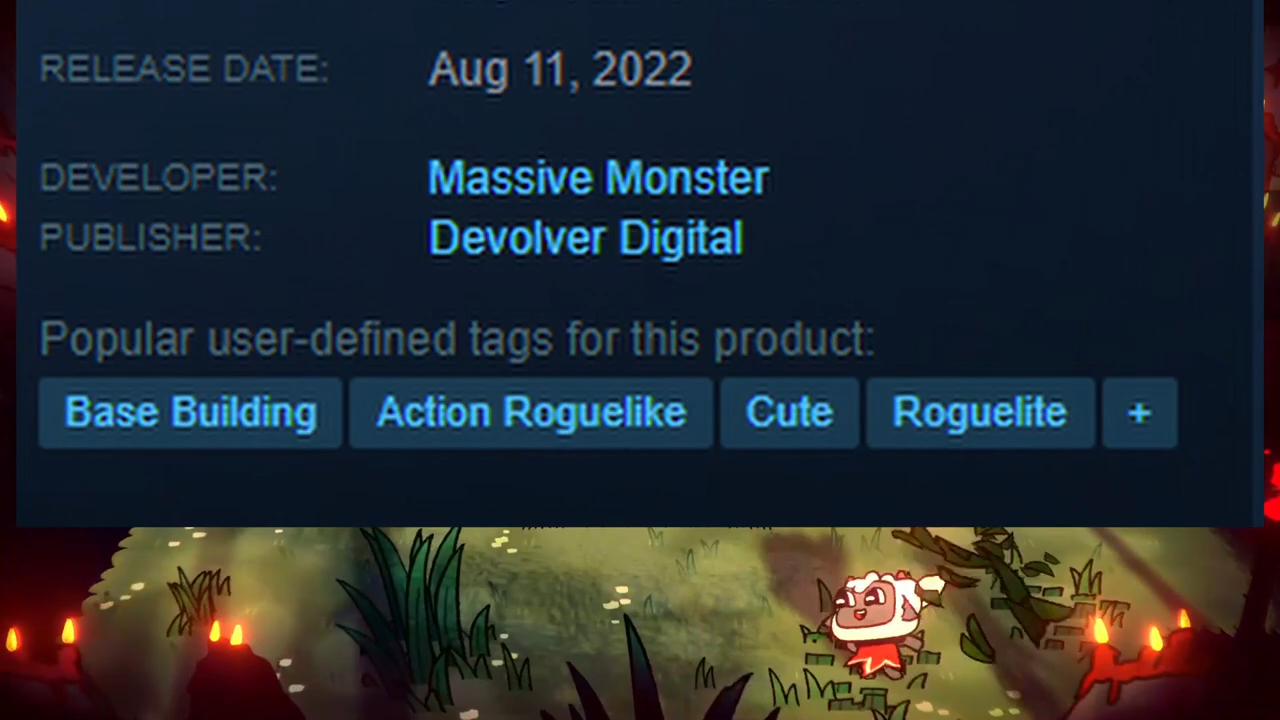 RELEASE DATE: Aug 11, 2022
DEVELOPER: Massive Monster
PUBLISHER: Devolver Digital
Popular user-defined tags for this product:
Base Building Action Roguelike Cute Roguelite +